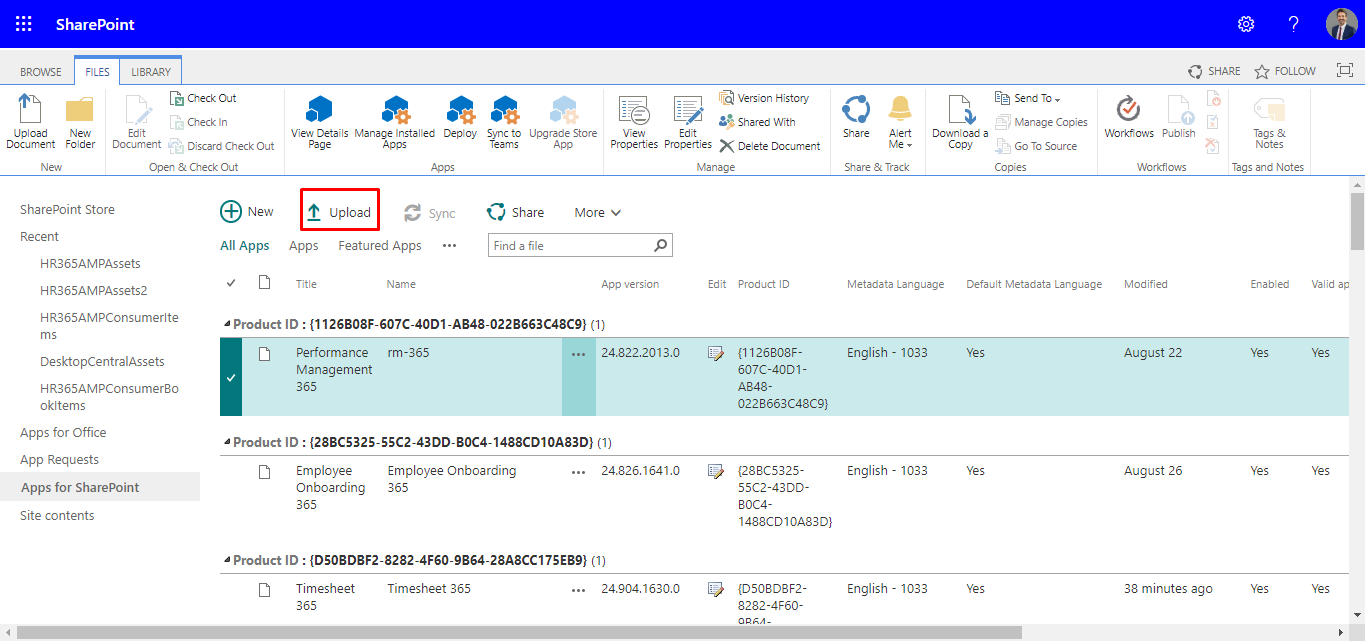 SharePoint
?
BROWSE FILES LIBRARY SHARE FOLLOW
Upload Document
New Folder
New
Edit Document
Check Out
Check In
Discard Check Out
Open & Check Out
View Details Page
Manage Installed Apps
Deploy
Sync to Teams
Upgrade Store App
Apps
View Properties
Edit Properties
Version History
Shared With
Delete Document
Manage
Share
Alert Me
Share & Track
Download a Copy
Send To
Manage Copies
Go To Source
Copies
Workflows
Publish
Workflows
Tags & Notes
Tags and Notes
SharePoint Store
Recent
HR365AMPAssets
HR365AMPAssets2
HR365AMPConsumerIte
ms
DesktopCentralAssets
HR365AMPConsumerBo
okItems
Apps for Office
App Requests
Apps for SharePoint
Site contents
New Upload Sync Share More
All Apps Apps Featured Apps ••• Find a file
Title Name App version Edit Product ID Metadata Language Default Metadata Language Modified Enabled Valid ap
Product ID : {1126B08F-607C-40D1-AB48-022B663C48C9} (1)
Performance rm-365 ••• 24.822.2013.0 {1126B08F- English - 1033 Yes August 22 Yes Yes
Management 607C-40D1-
365 AB48-
022B663C48C9}
Product ID : {28BC5325-55C2-43DD-B0C4-1488CD10A83D} (1)
Employee Employee Onboarding ••• 24.826.1641.0 {28BC5325- English - 1033 Yes August 26 Yes Yes
Onboarding 365 55C2-43DD-
365 B0C4-
1488CD10A83D}
Product ID : {D50BDBF2-8282-4F60-9B64-28A8CC175EB9} (1)
Timesheet Timesheet 365 ••• 24.904.1630.0 {D50BDBF2- English - 1033 Yes 38 minutes ago Yes Yes
365 8282-4F60-
9B64-